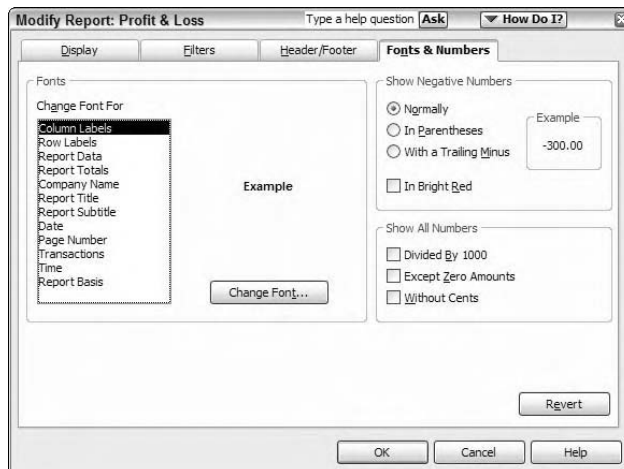 Modify Report: Profit & Loss
Type a help question Ask
How Do I?
Display
Filters
Header/Footer
Fonts & Numbers
Fonts
Change Font For
Column Labels
Row Labels
Report Data
Report Totals
Company Name
Report Title
Report Subtitle
Date
Page Number
Transactions
Time
Report Basis
Example
Change Font...
Show Negative Numbers
Normally
In Parentheses
With a Trailing Minus
In Bright Red
Example
-300.00
Show All Numbers
Divided By 1000
Except Zero Amounts
Without Cents
Revert
OK
Cancel
Help